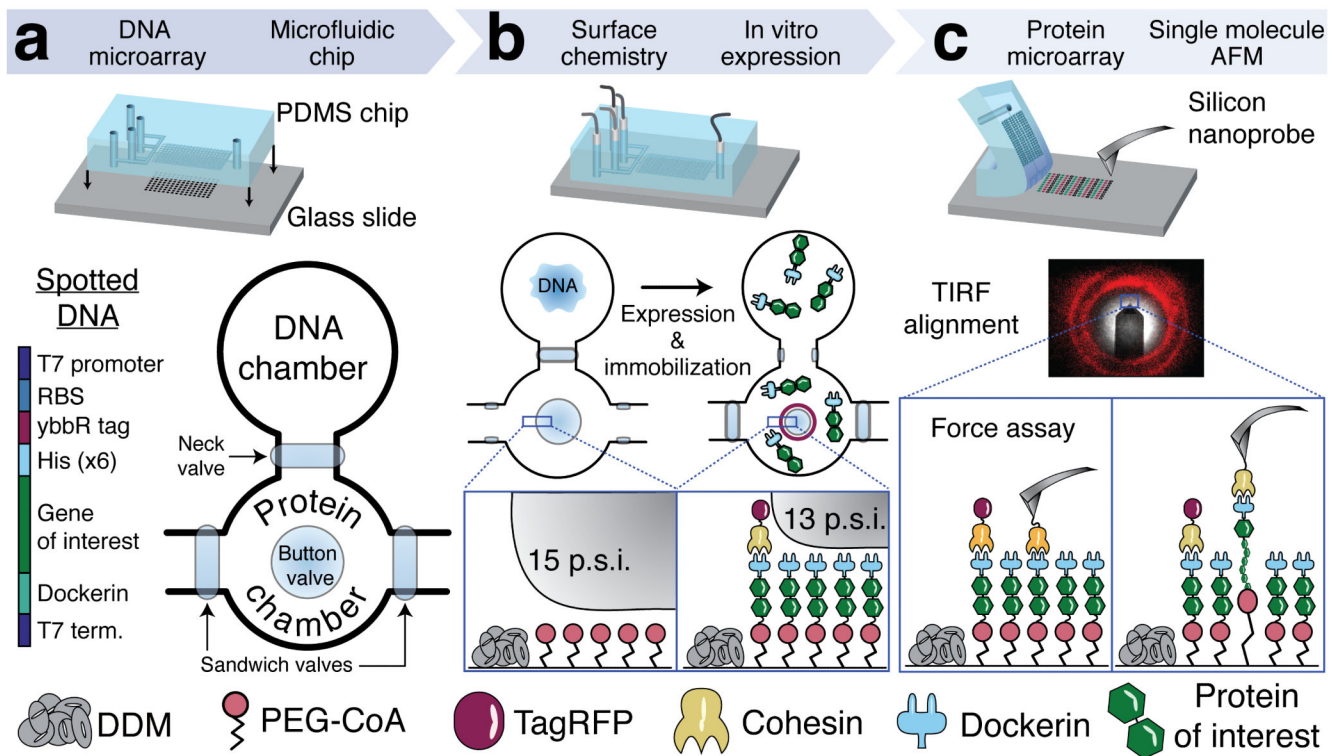 a
DNA
microarray
Microfluidic
chip
PDMS chip
Glass slide
Spotted
DNA
T7 promoter
RBS
ybbR tag
His (x6)
Gene
of interest
Dockerin
T7 term.
DNA
chamber
Neck
valve
Protein
Button
valve
chamber
Sandwich valves
b
Surface
chemistry
In vitro
expression
DNA
Expression
&
immobilization
15 p.s.i.
13 p.s.i.
c
Protein
microarray
Single molecule
AFM
Silicon
nanoprobe
TIRF
alignment
Force assay
DDM
PEG-CoA
TagRFP
Cohesin
Dockerin
Protein
of interest